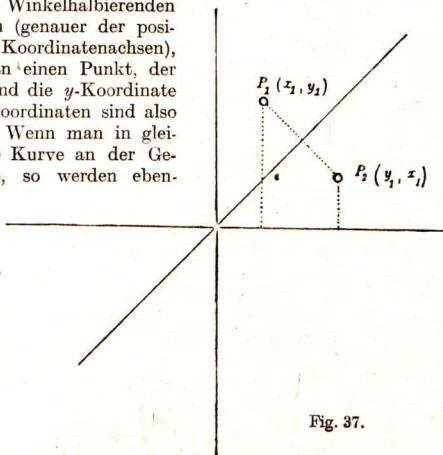 Winkelhalbierenden
(genauer der posi-
Koordinatenachsen),
einen Punkt, der
nd die y-Koordinate
oordinaten sind also
Wenn man in glei-
Kurve an der Ge-
so werden eben-
P₁ (x₁, y₁)
P₂ (y₁, x₁)
Fig. 37.